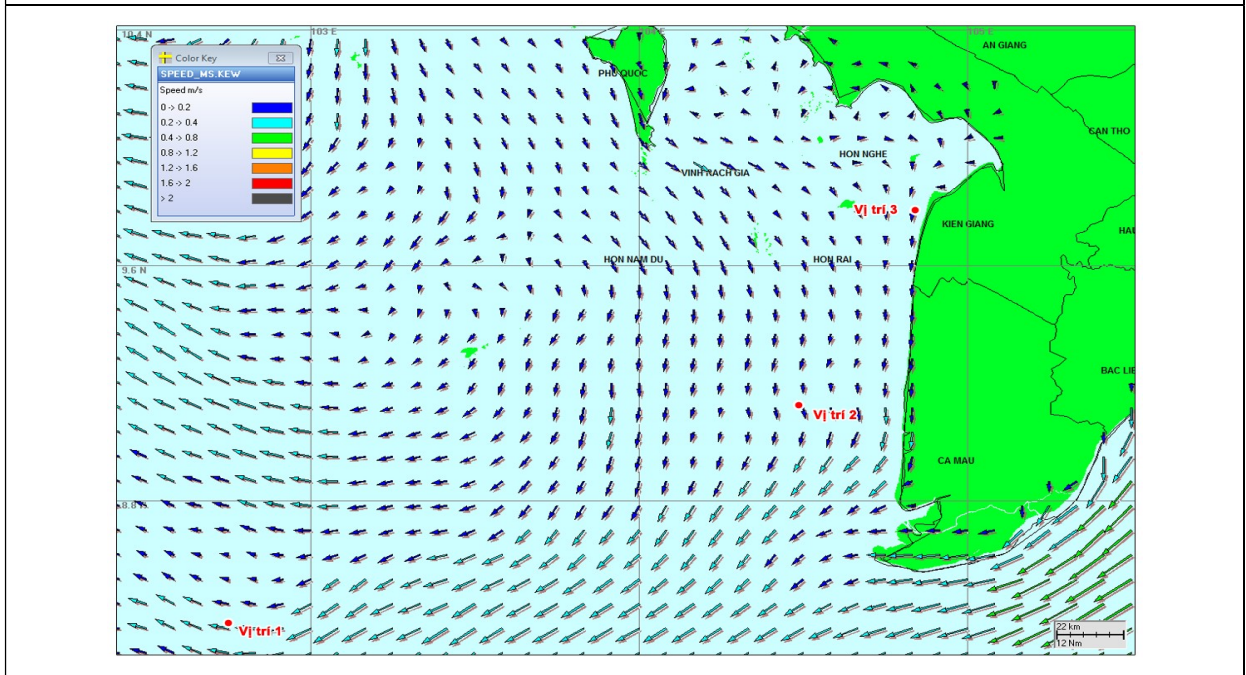 10.4 N
103 E
104 E
105 E
AN GIANG
Color Key
SPEED_MS.KEW
Speed m/s
0 -> 0.2
0.2 -> 0.4
0.4 -> 0.8
0.8 -> 1.2
1.2 -> 1.6
1.6 -> 2
> 2
PHU QUOC
CAN THO
HON NGHE
VINH RACH GIA
Vị trí 3
KIEN GIANG
HAU
9.6 N
HON NAM DU
HON RAI
BAC LIE
Vị trí 2
CA MAU
8.8 N
Vị trí 1
22 km
12 Nm